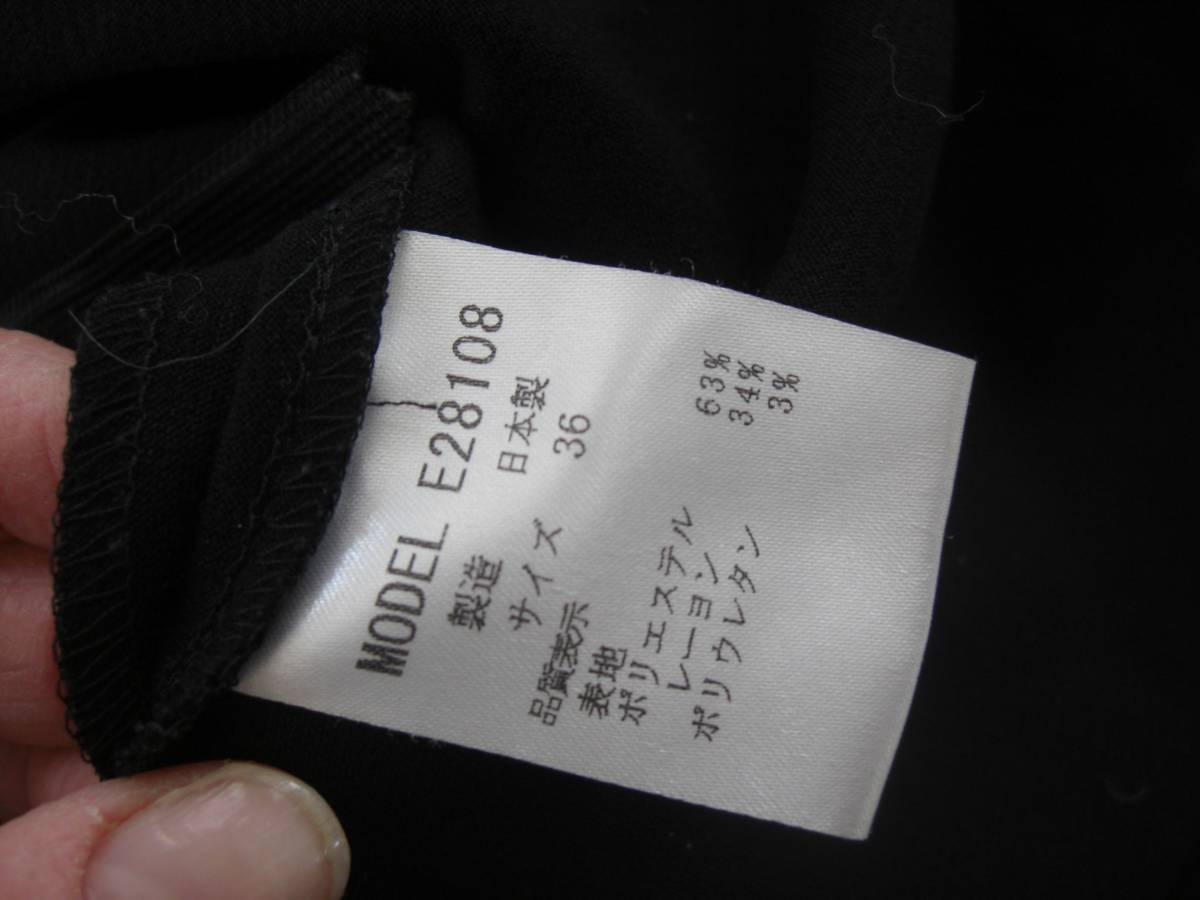 MODEL E28108
製造 日本製
サイズ 36
品質表示
表地
ポリエステル 63%
レーヨン 34%
ポリウレタン 3%